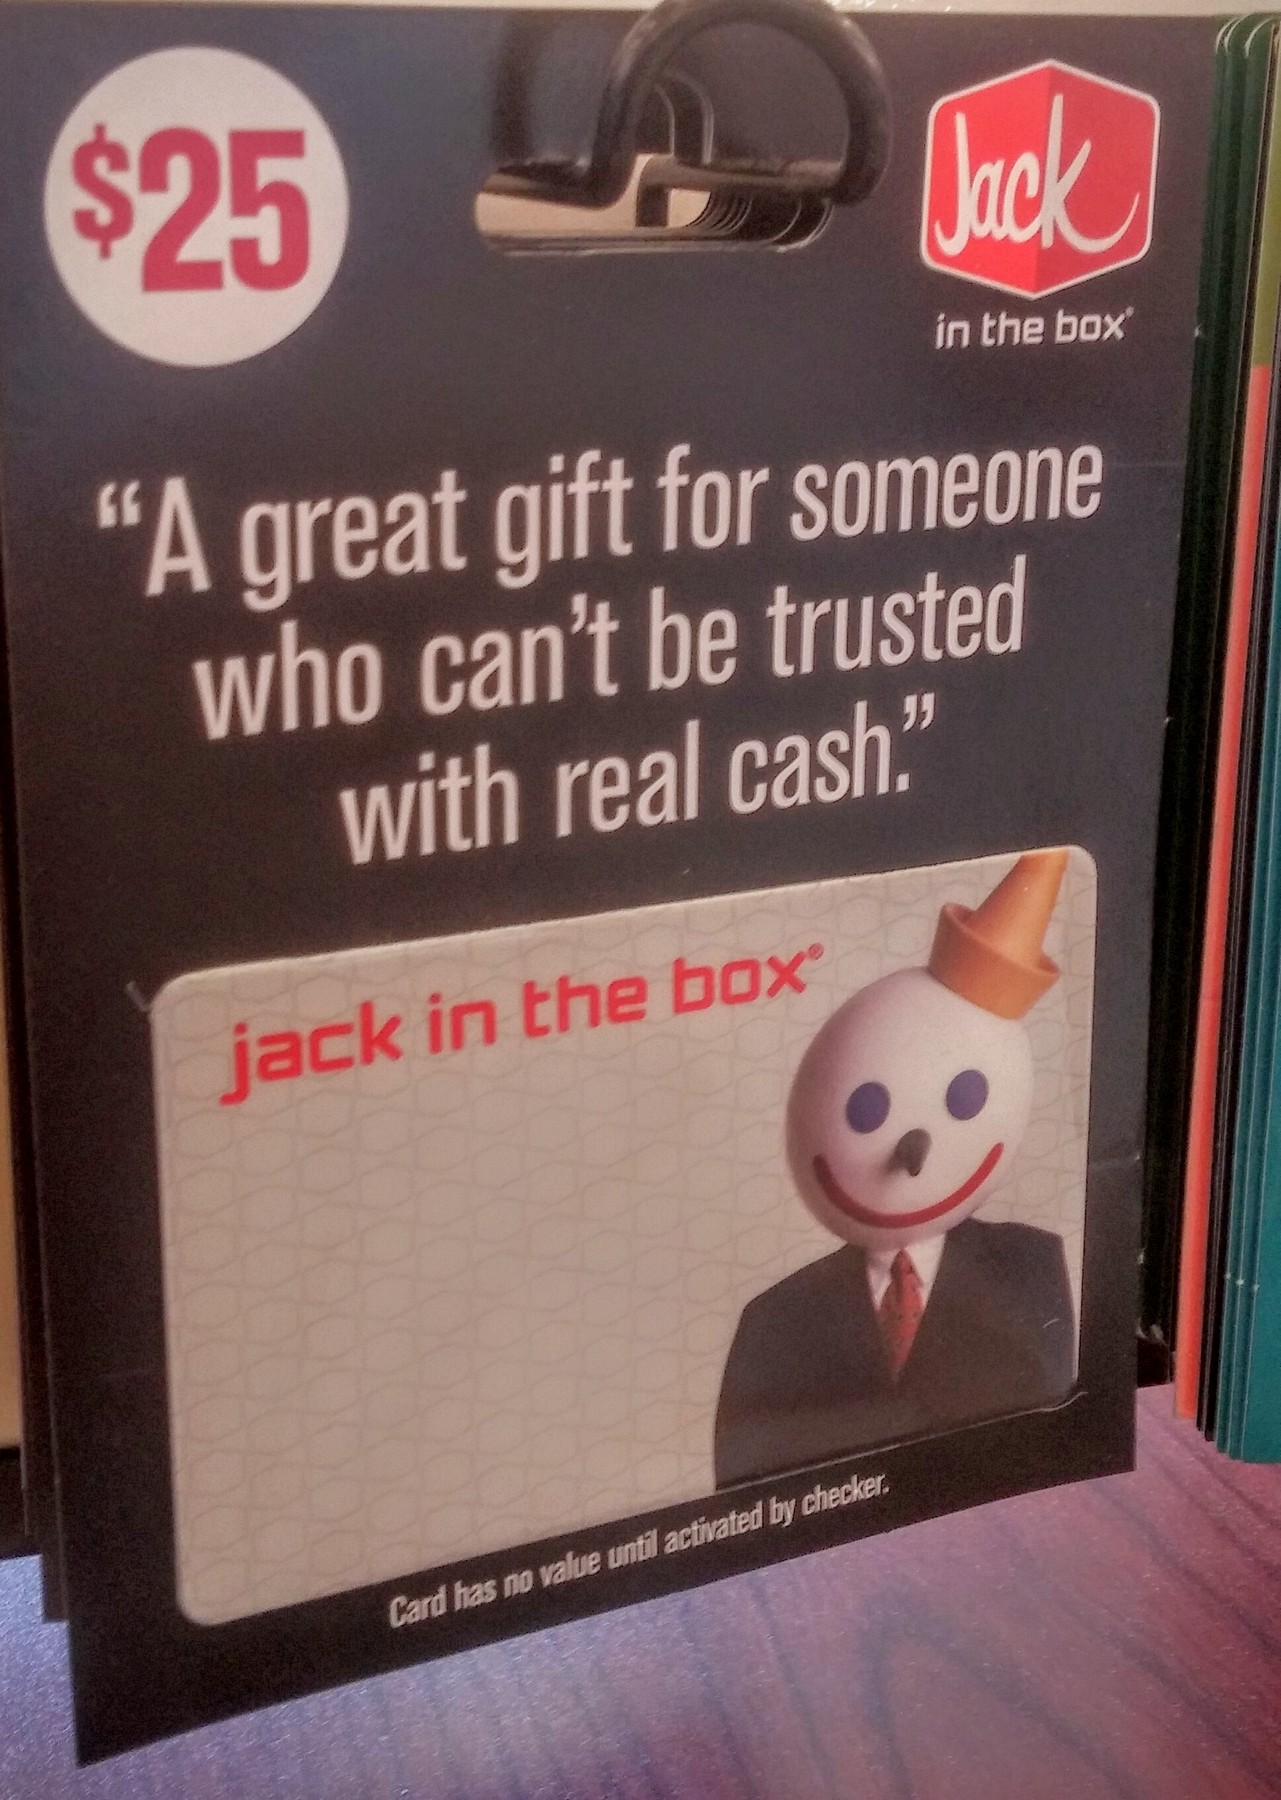 $25
Jack
in the box®
“A great gift for someone
who can’t be trusted
with real cash.”
jack in the box®
Card has no value until activated by checker.